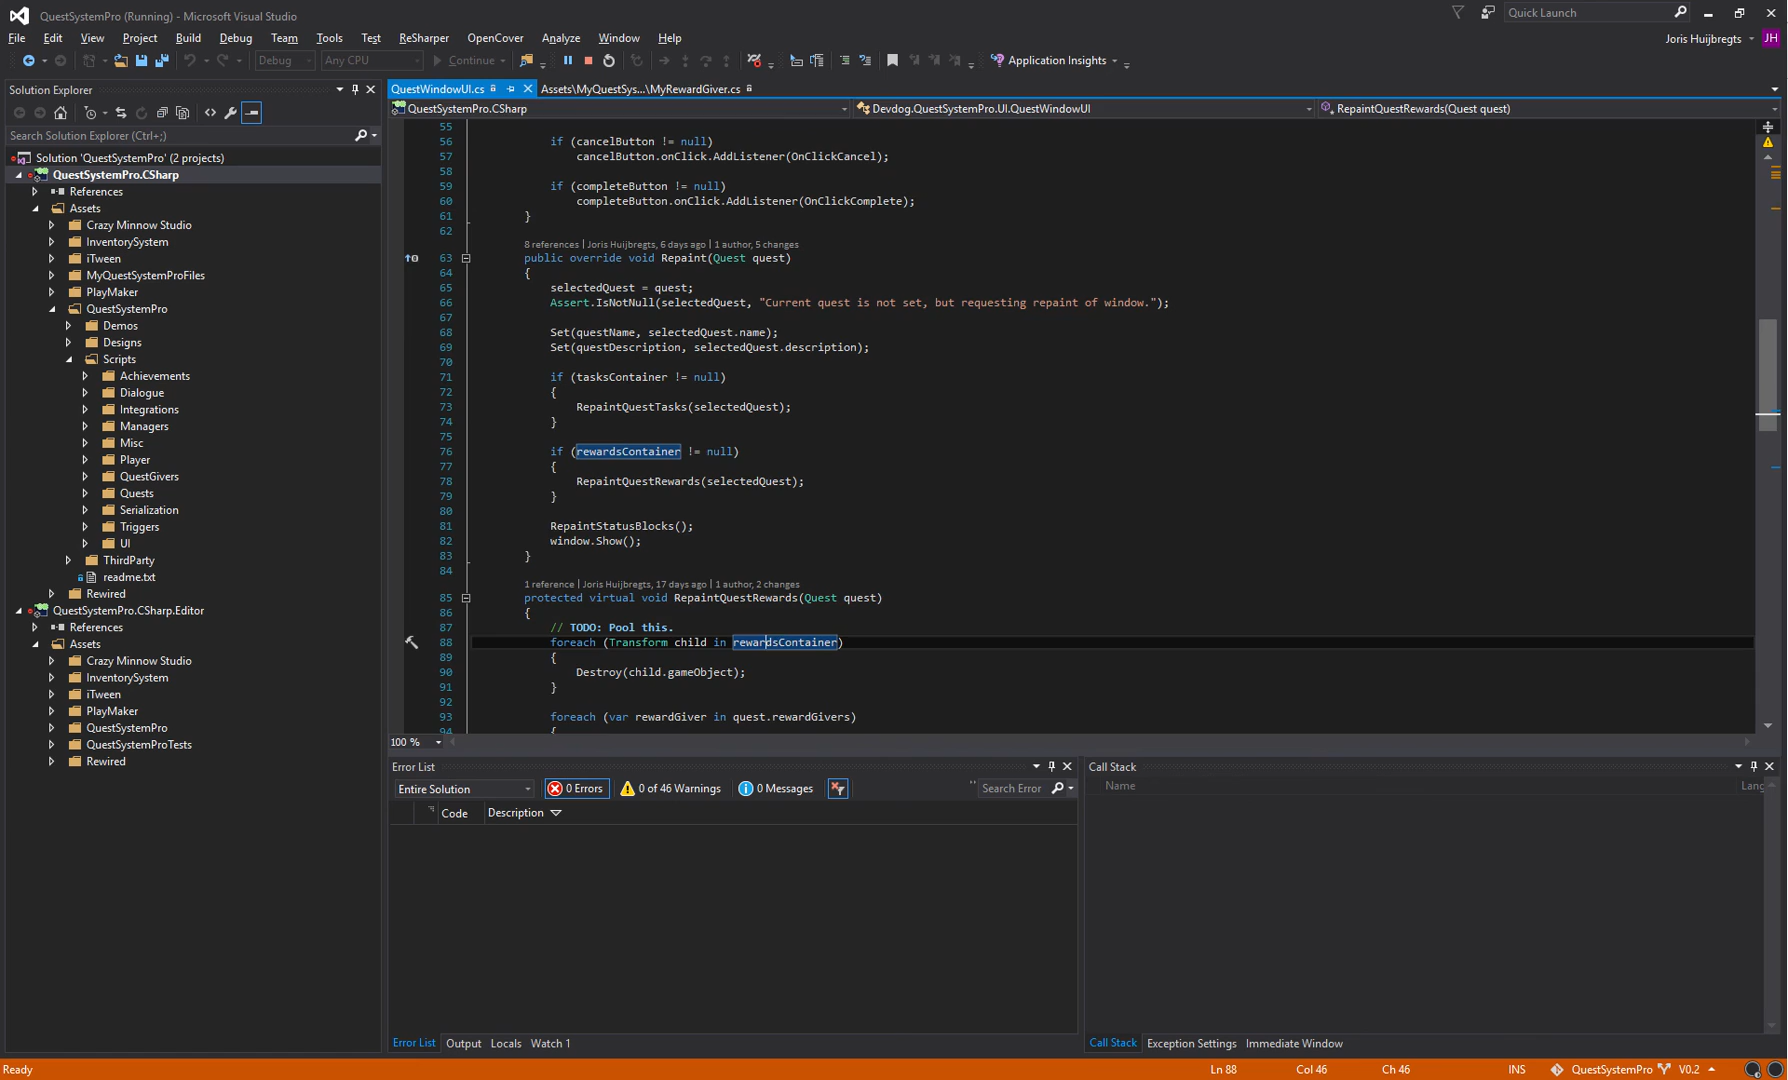 QuestSystemPro (Running) - Microsoft Visual Studio
Quick Launch
File Edit View Project Build Debug Team Tools Test ReSharper OpenCover Analyze Window Help
Joris Huijbregts JH
Debug Any CPU Continue Application Insights
Solution Explorer
Search Solution Explorer (Ctrl+;)
Solution 'QuestSystemPro' (2 projects)
QuestSystemPro.CSharp
References
Assets
Crazy Minnow Studio
InventorySystem
iTween
MyQuestSystemProFiles
PlayMaker
QuestSystemPro
Demos
Designs
Scripts
Achievements
Dialogue
Integrations
Managers
Misc
Player
QuestGivers
Quests
Serialization
Triggers
UI
ThirdParty
readme.txt
Rewired
QuestSystemPro.CSharp.Editor
References
Assets
Crazy Minnow Studio
InventorySystem
iTween
PlayMaker
QuestSystemPro
QuestSystemProTests
Rewired
QuestWindowUI.cs Assets\MyQuestSys...\MyRewardGiver.cs
QuestSystemPro.CSharp Devdog.QuestSystemPro.UI.QuestWindowUI RepaintQuestRewards(Quest quest)
55
56 if (cancelButton != null)
57 cancelButton.onClick.AddListener(OnClickCancel);
58
59 if (completeButton != null)
60 completeButton.onClick.AddListener(OnClickComplete);
61 }
62
8 references | Joris Huijbregts, 6 days ago | 1 author, 5 changes
63 public override void Repaint(Quest quest)
64 {
65 selectedQuest = quest;
66 Assert.IsNotNull(selectedQuest, "Current quest is not set, but requesting repaint of window.");
67
68 Set(questName, selectedQuest.name);
69 Set(questDescription, selectedQuest.description);
70
71 if (tasksContainer != null)
72 {
73 RepaintQuestTasks(selectedQuest);
74 }
75
76 if (rewardsContainer != null)
77 {
78 RepaintQuestRewards(selectedQuest);
79 }
80
81 RepaintStatusBlocks();
82 window.Show();
83 }
84
1 reference | Joris Huijbregts, 17 days ago | 1 author, 2 changes
85 protected virtual void RepaintQuestRewards(Quest quest)
86 {
87 // TODO: Pool this.
88 foreach (Transform child in rewardsContainer)
89 {
90 Destroy(child.gameObject);
91 }
92
93 foreach (var rewardGiver in quest.rewardGivers)
94 {
100 %
Error List
Entire Solution 0 Errors 0 of 46 Warnings 0 Messages Search Error
Code Description
Call Stack
Name Lang
Error List Output Locals Watch 1
Call Stack Exception Settings Immediate Window
Ready Ln 88 Col 46 Ch 46 INS QuestSystemPro V0.2